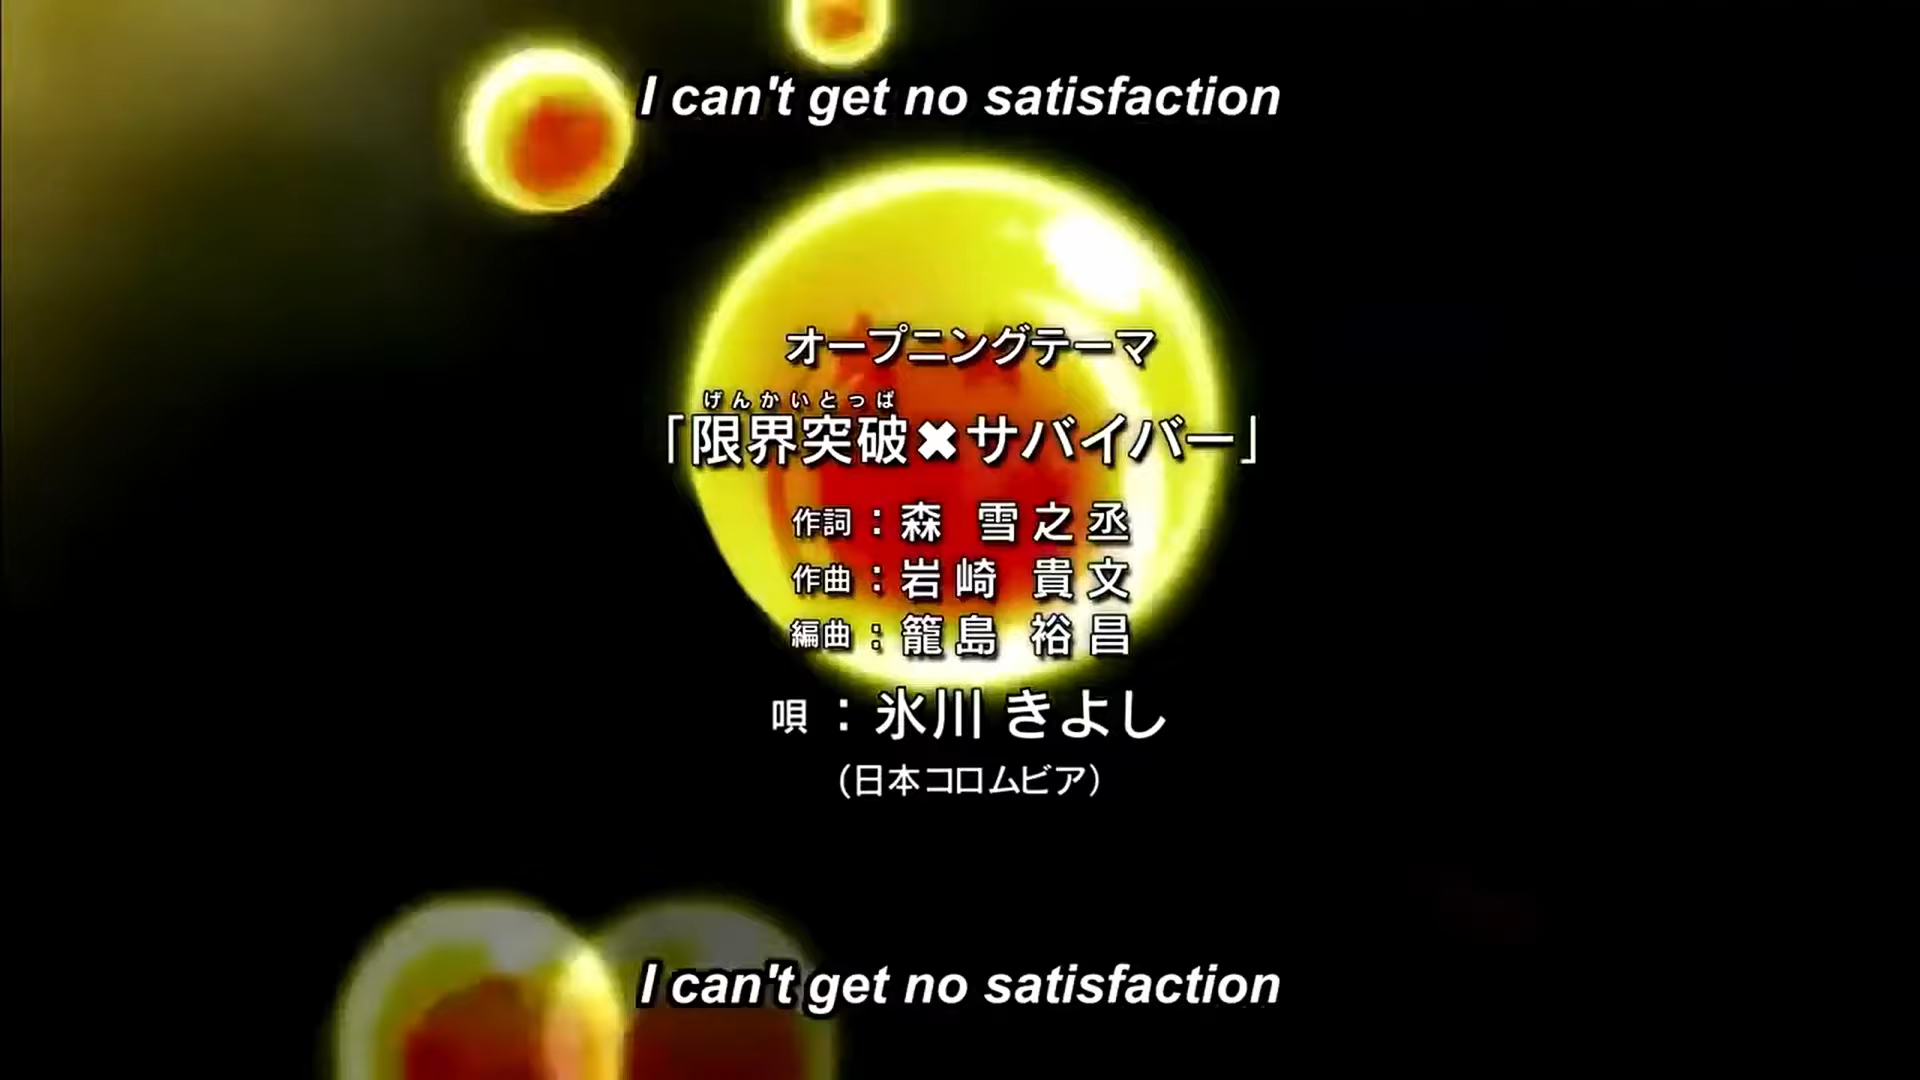 I can't get no satisfaction
オープニングテーマ
げんかいとっぱ
「限界突破✖サバイバー」
作詞：森 雪之丞
作曲：岩崎 貴文
編曲：籠島 裕昌
唄：氷川 きよし
（日本コロムビア）
I can't get no satisfaction